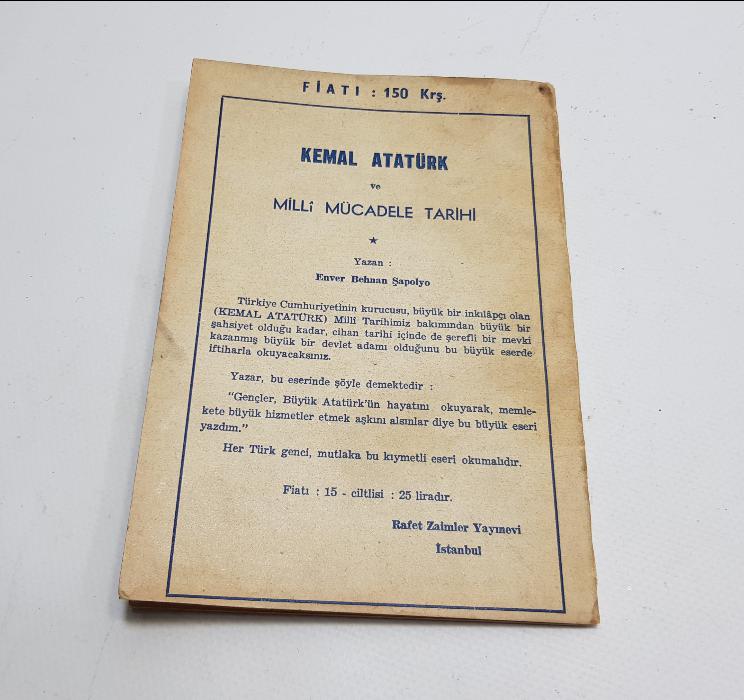 FİATI : 150 Krş.
KEMAL ATATÜRK
ve
MİLLÎ MÜCADELE TARİHİ
★
Yazan :
Enver Behnan Şapolyo
Türkiye Cumhuriyetinin kurucusu, büyük bir inkılâpçı olan
(KEMAL ATATÜRK) Millî Tarihimiz bakımından büyük bir
şahsiyet olduğu kadar, cihan tarihi içinde de şerefli bir mevki
kazanmış büyük bir devlet adamı olduğunu bu büyük eserde
iftiharla okuyacaksınız.
Yazar, bu eserinde şöyle demektedir :
"Gençler, Büyük Atatürk'ün hayatını okuyarak, memle-
kete büyük hizmetler etmek aşkını alsınlar diye bu büyük eseri
yazdım."
Her Türk genci, mutlaka bu kıymetli eseri okumalıdır.
Fiatı : 15 - ciltlisi : 25 liradır.
Rafet Zaimler Yayınevi
İstanbul